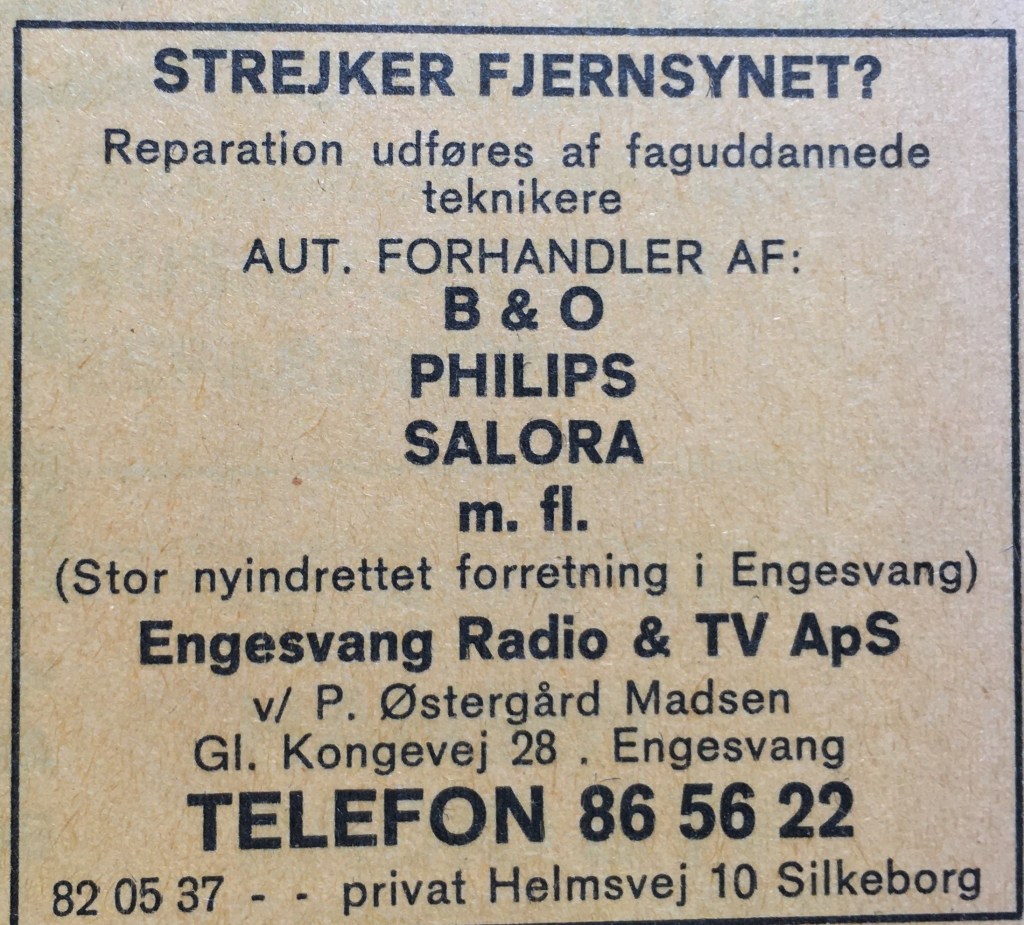 STREJKER FJERNSYNET?
Reparation udføres af faguddannede
teknikere
AUT. FORHANDLER AF:
B & O
PHILIPS
SALORA
m. fl.
(Stor nyindrettet forretning i Engesvang)
Engesvang Radio & TV ApS
v/ P. Østergård Madsen
Gl. Kongevej 28 . Engesvang
TELEFON 86 56 22
82 05 37 - - privat Helmsvej 10 Silkeborg